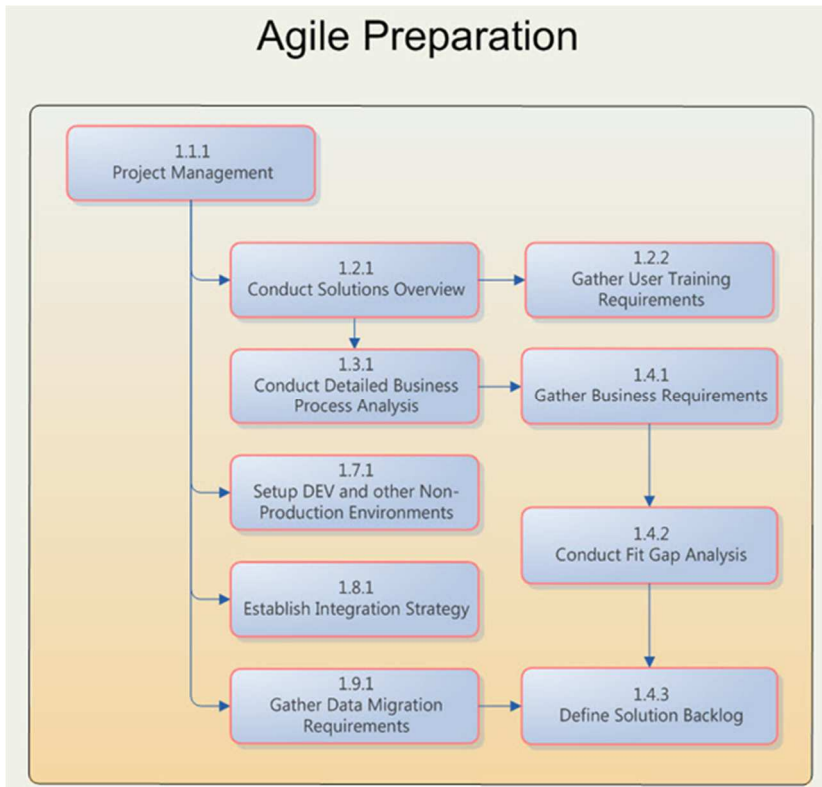 Agile Preparation
1.1.1
Project Management
1.2.1
Conduct Solutions Overview
1.2.2
Gather User Training
Requirements
1.3.1
Conduct Detailed Business
Process Analysis
1.4.1
Gather Business Requirements
1.7.1
Setup DEV and other Non-
Production Environments
1.4.2
Conduct Fit Gap Analysis
1.8.1
Establish Integration Strategy
1.9.1
Gather Data Migration
Requirements
1.4.3
Define Solution Backlog